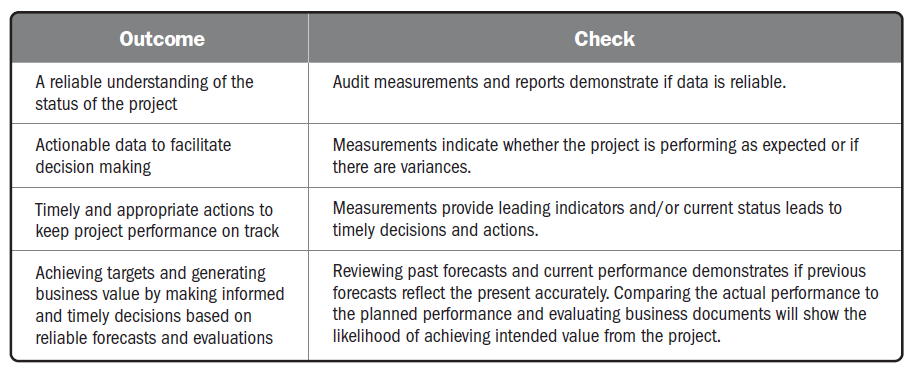 Outcome
Check
A reliable understanding of the
status of the project
Audit measurements and reports demonstrate if data is reliable.
Actionable data to facilitate
decision making
Measurements indicate whether the project is performing as expected or if
there are variances.
Timely and appropriate actions to
keep project performance on track
Measurements provide leading indicators and/or current status leads to
timely decisions and actions.
Achieving targets and generating
business value by making informed
and timely decisions based on
reliable forecasts and evaluations
Reviewing past forecasts and current performance demonstrates if previous
forecasts reflect the present accurately. Comparing the actual performance to
the planned performance and evaluating business documents will show the
likelihood of achieving intended value from the project.